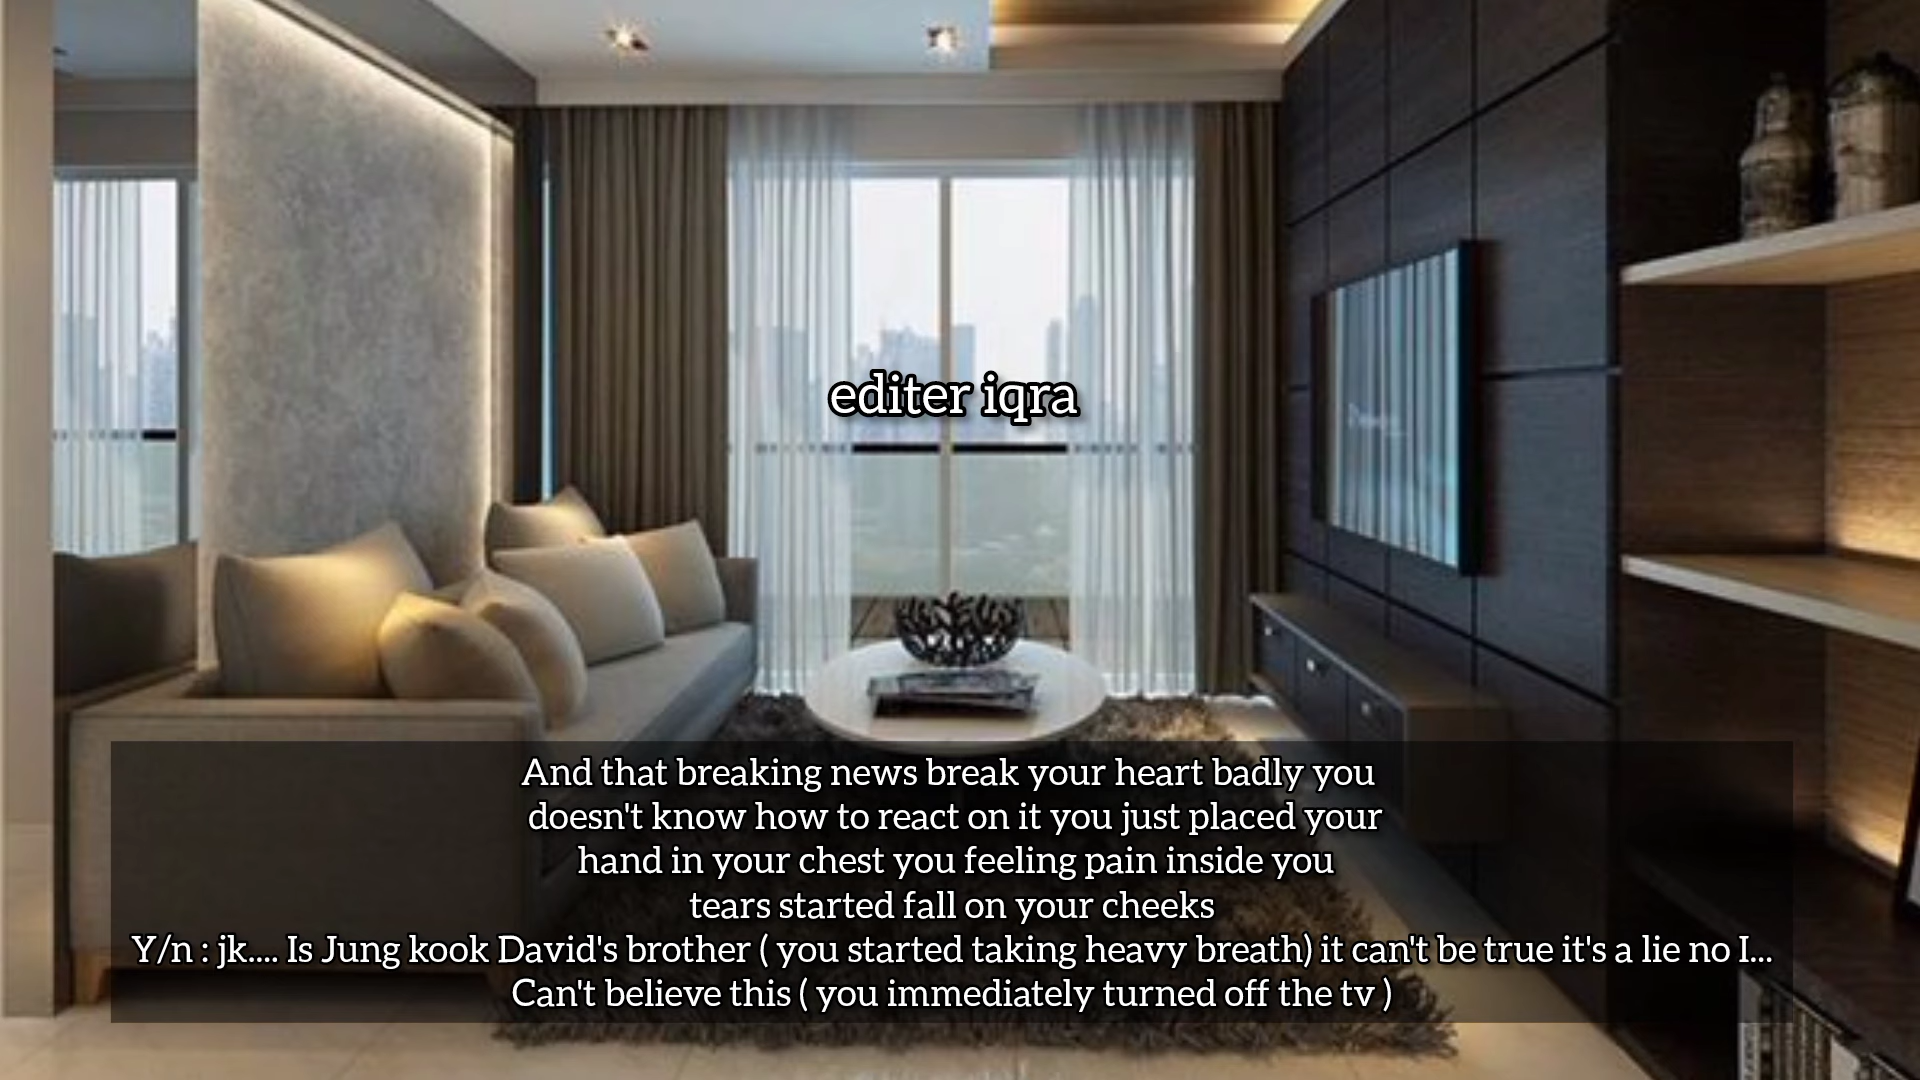 editer iqra
And that breaking news break your heart badly you
doesn't know how to react on it you just placed your
hand in your chest you feeling pain inside you
tears started fall on your cheeks
Y/n : jk.... Is Jung kook David's brother ( you started taking heavy breath) it can't be true it's a lie no I...
Can't believe this ( you immediately turned off the tv )